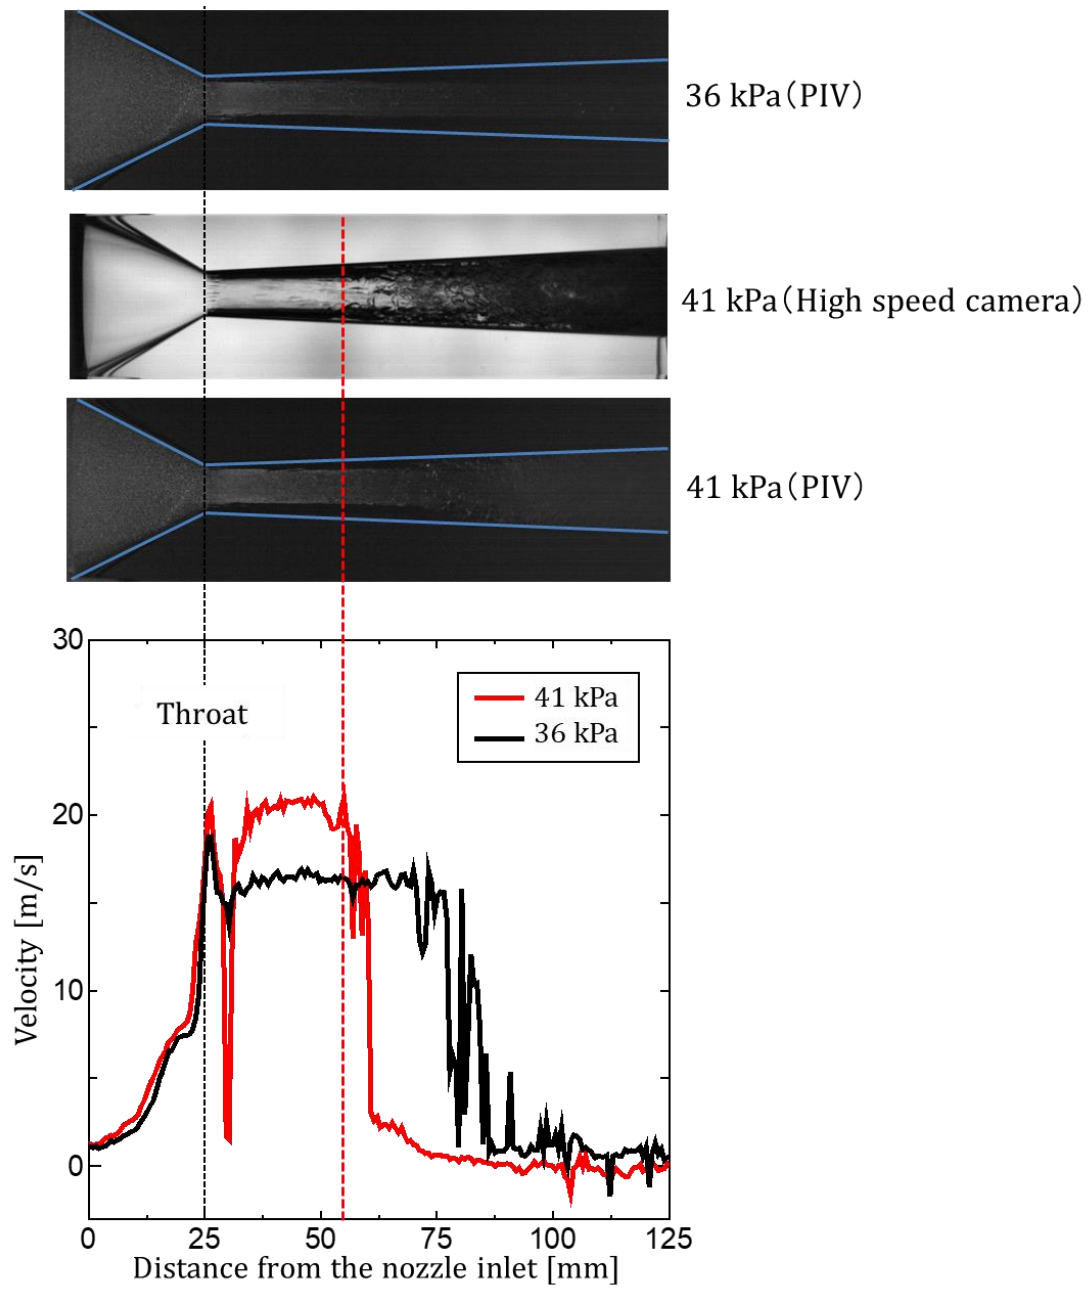 36 kPa(PIV)
41 kPa(High speed camera)
41 kPa(PIV)
30
Throat
41 kPa
36 kPa
20
10
0
Velocity [m/s]
0 25 50 75 100 125
Distance from the nozzle inlet [mm]